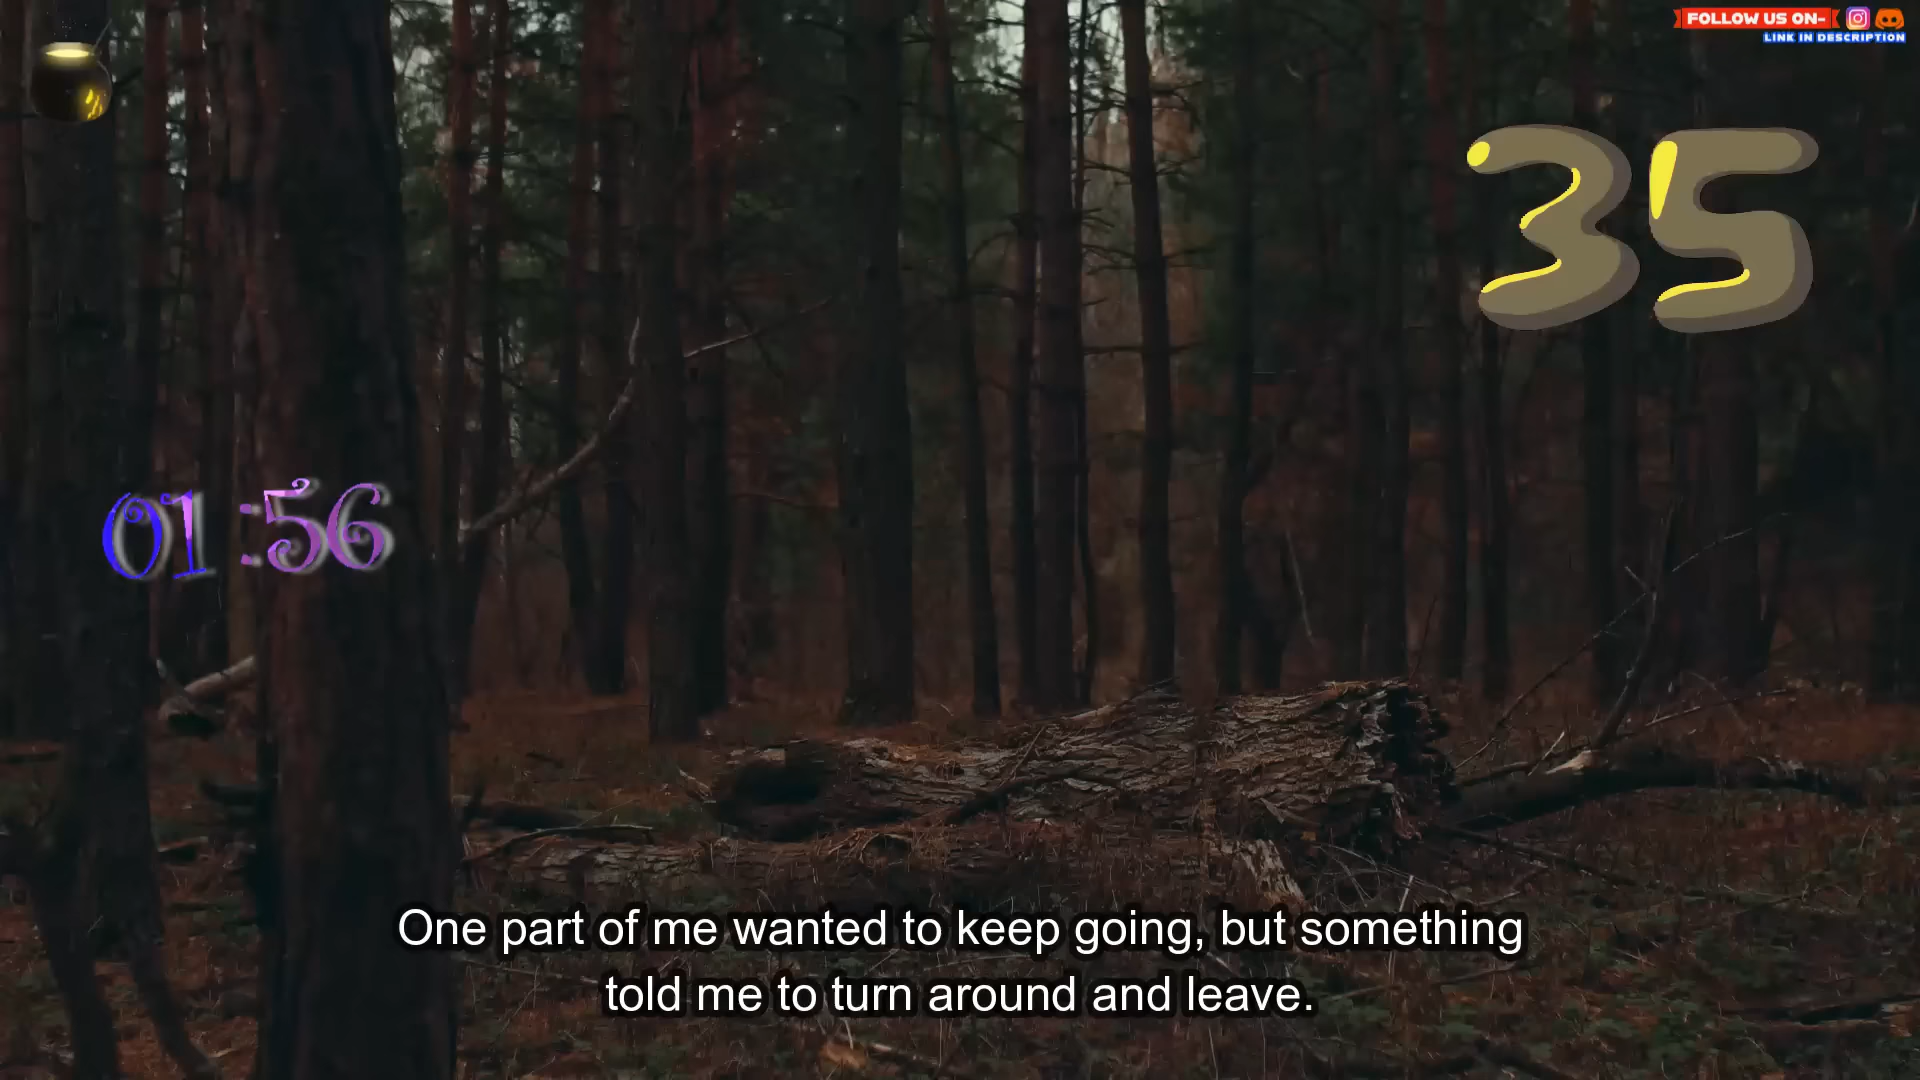 FOLLOW US ON-
LINK IN DESCRIPTION
35
01:56
One part of me wanted to keep going, but something
told me to turn around and leave.